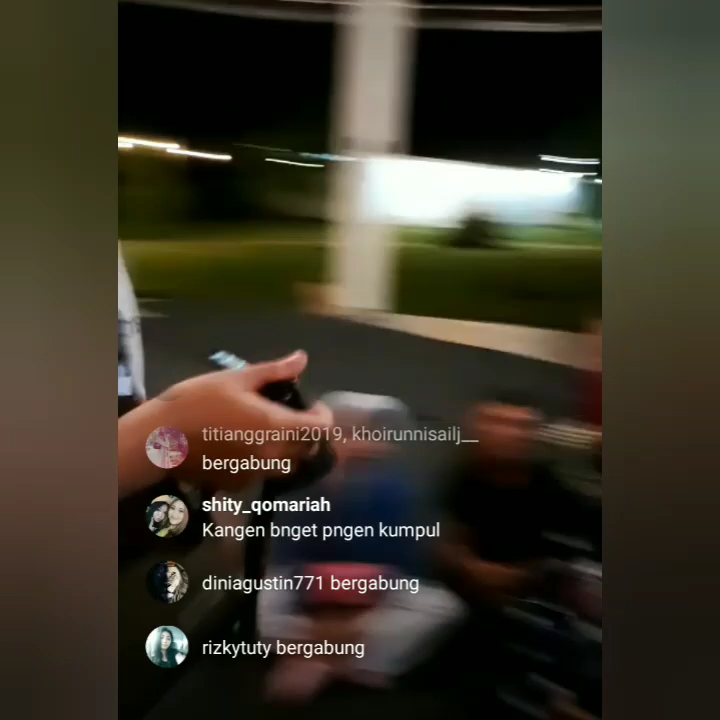 titianggraini2019, khoirunnisailj__
bergabung
shity_qomariah
Kangen bnget pngen kumpul
diniagustin771 bergabung
rizkytuty bergabung